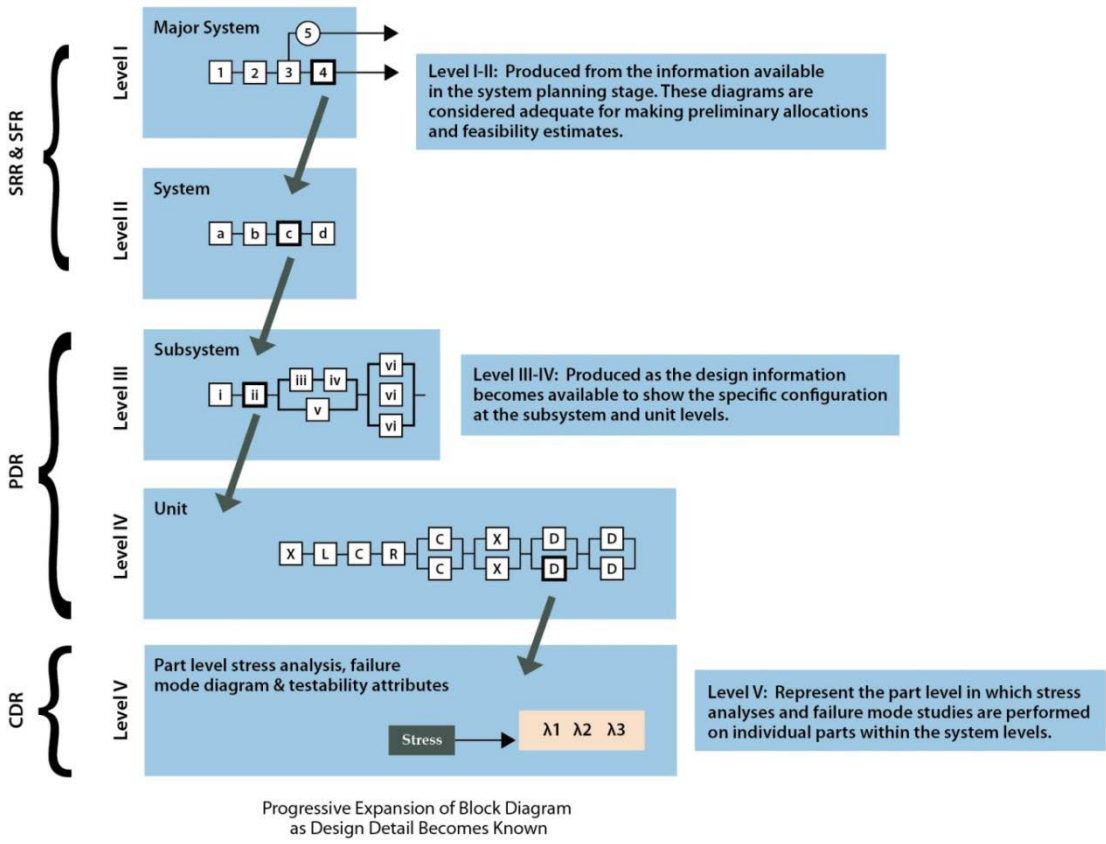 SRR & SFR
Level I
Major System
5
1 2 3 4
Level I-II: Produced from the information available
in the system planning stage. These diagrams are
considered adequate for making preliminary allocations
and feasibility estimates.
Level II
System
a b c d
PDR
Level III
Subsystem
i ii iii iv v vi
vi
vi
Level III-IV: Produced as the design information
becomes available to show the specific configuration
at the subsystem and unit levels.
Level IV
Unit
X L C R C X D D
C X D D
CDR
Level V
Part level stress analysis, failure
mode diagram & testability attributes
Stress
λ1 λ2 λ3
Level V: Represent the part level in which stress
analyses and failure mode studies are performed
on individual parts within the system levels.
Progressive Expansion of Block Diagram
as Design Detail Becomes Known